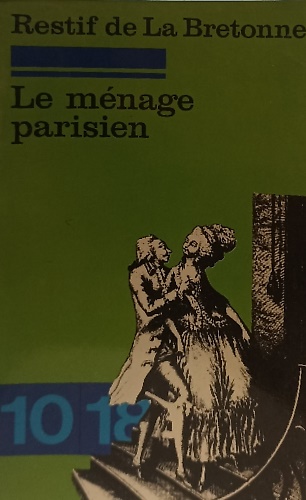 Restif de La Bretonne
Le ménage
parisien
10 18